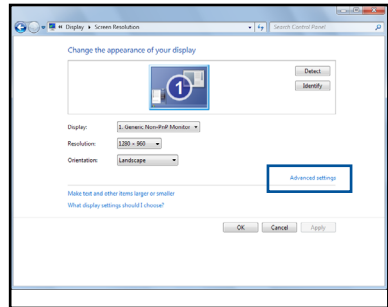 « Display ▸ Screen Resolution
Search Control Panel
Change the appearance of your display
1
Detect
Identify
Display:
1. Generic Non-PnP Monitor
Resolution:
1280 × 960
Orientation:
Landscape
Advanced settings
Make text and other items larger or smaller
What display settings should I choose?
OK
Cancel
Apply